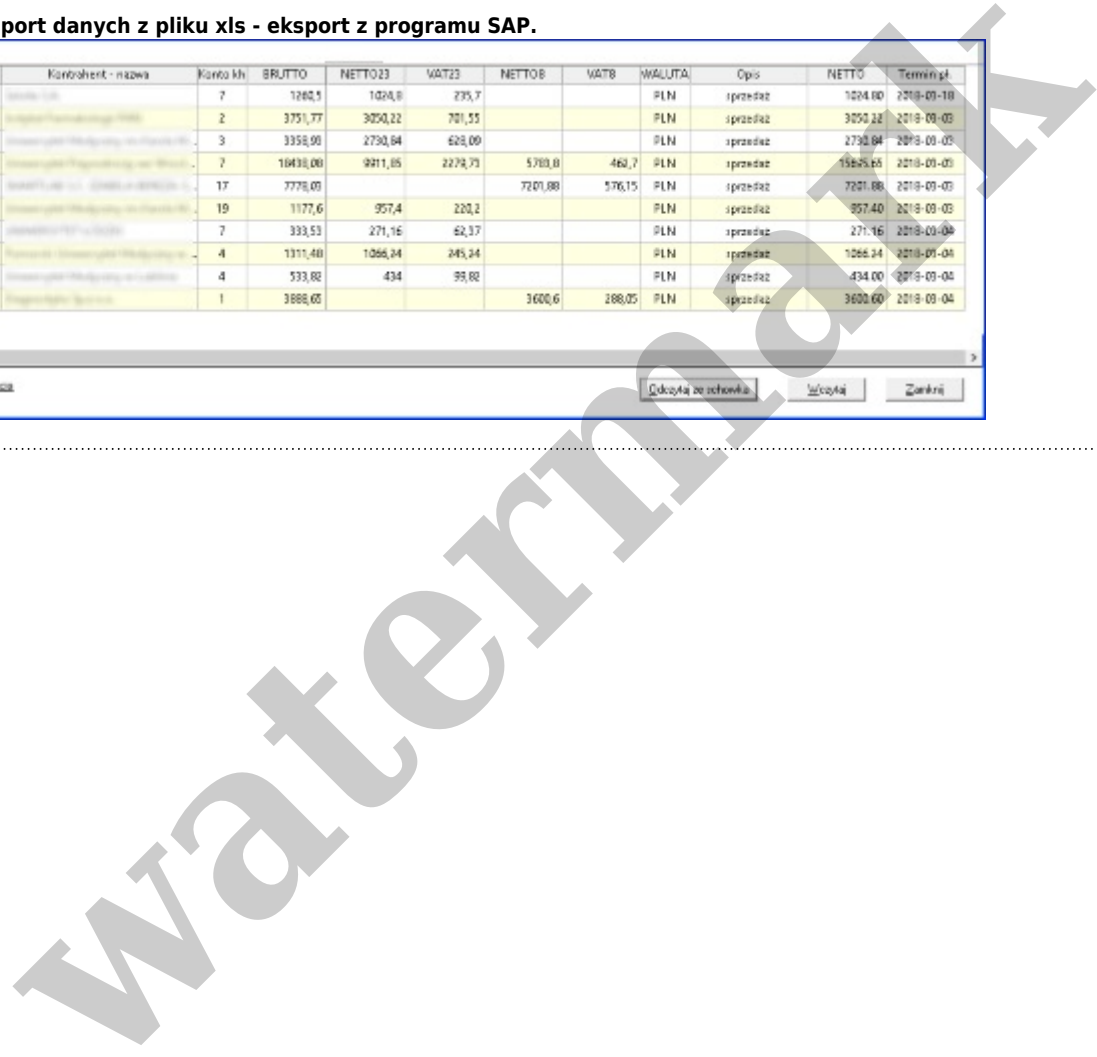 port danych z pliku xls - eksport z programu SAP.
Kontrahent - nazwa Konto kh BRUTTO NETTO23 VAT23 NETTO8 VAT8 WALUTA Opis NETTO Termin pł.
7 1260,5 1024,8 235,7 PLN sprzedaż 1024.80 2018-03-18
2 3751,77 3050,22 701,55 PLN sprzedaż 3050.22 2018-03-03
3 3358,93 2730,84 628,09 PLN sprzedaż 2730.84 2018-03-03
7 18438,08 9911,85 2279,73 5783,8 462,7 PLN sprzedaż 15695.65 2018-03-03
17 7778,03 7201,88 576,15 PLN sprzedaż 7201.88 2018-03-03
19 1177,6 957,4 220,2 PLN sprzedaż 957.40 2018-03-03
7 333,53 271,16 62,37 PLN sprzedaż 271.16 2018-03-04
4 1311,48 1066,24 245,24 PLN sprzedaż 1066.24 2018-03-04
4 533,82 434 99,82 PLN sprzedaż 434.00 2018-03-04
1 3888,65 3600,6 288,05 PLN sprzedaż 3600.60 2018-03-04
Odczytaj ze schowka Wczytaj Zamknij
watermark